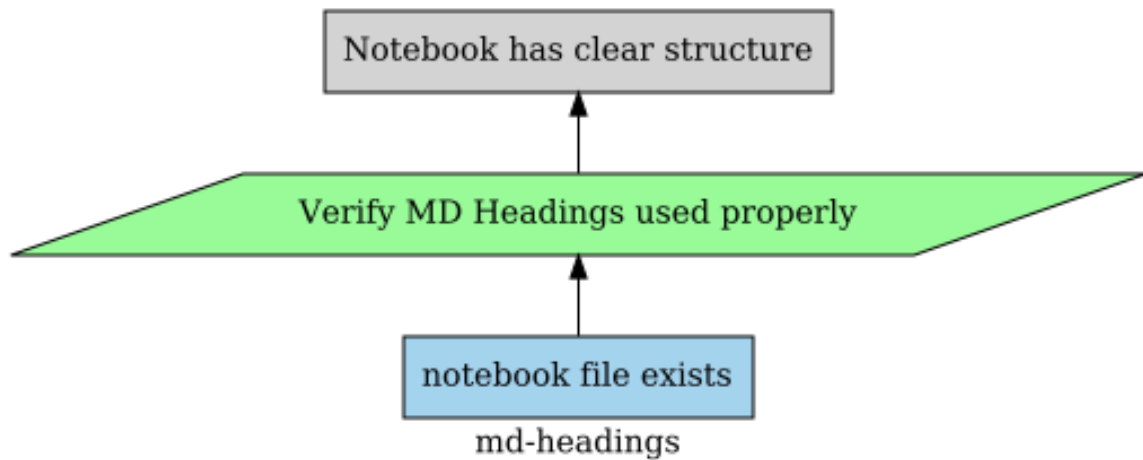 Notebook has clear structure
Verify MD Headings used properly
notebook file exists
md-headings